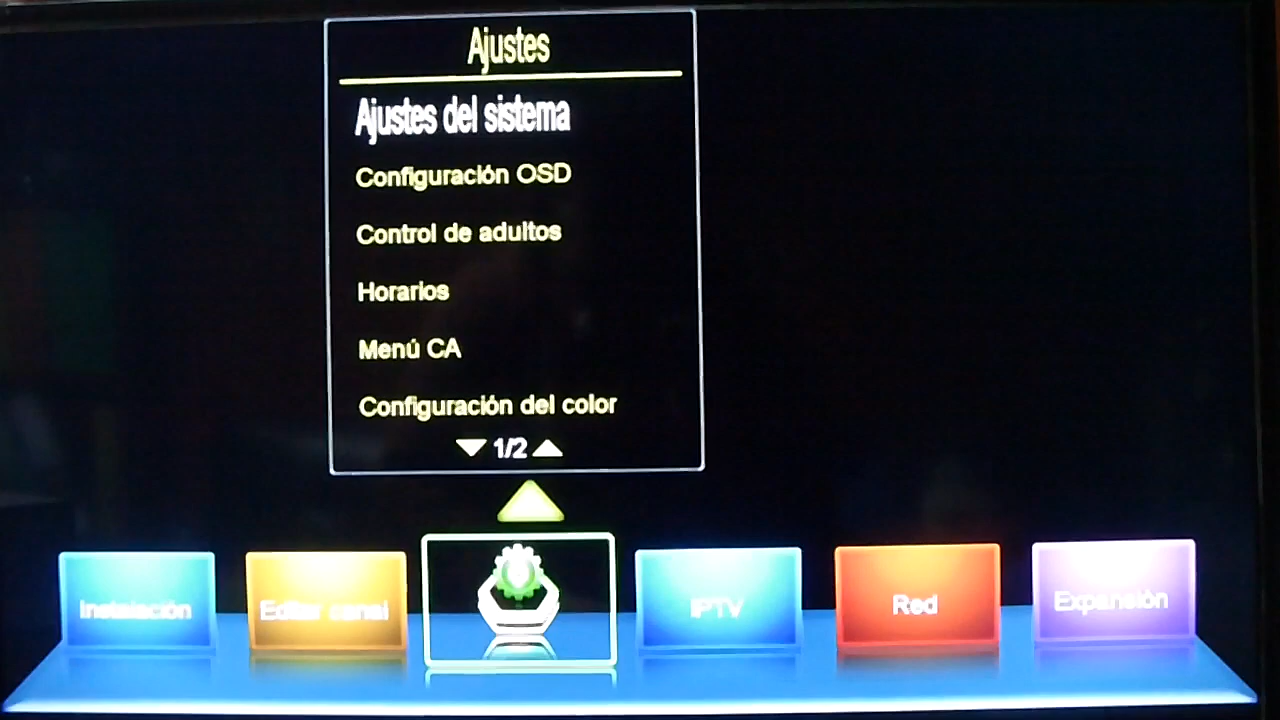 Ajustes
Ajustes del sistema
Configuración OSD
Control de adultos
Horarios
Menú CA
Configuración del color
1/2
Instalación
Editar canal
IPTV
Red
Expansión